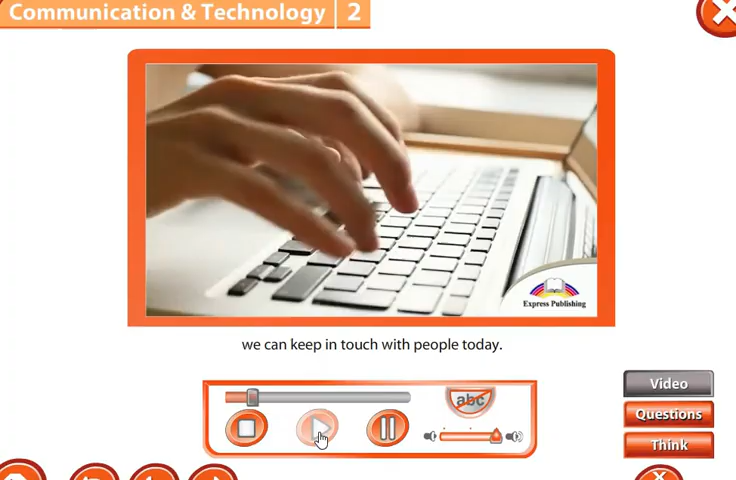 Communication & Technology 2
Express Publishing
we can keep in touch with people today.
abc
Video
Questions
Think